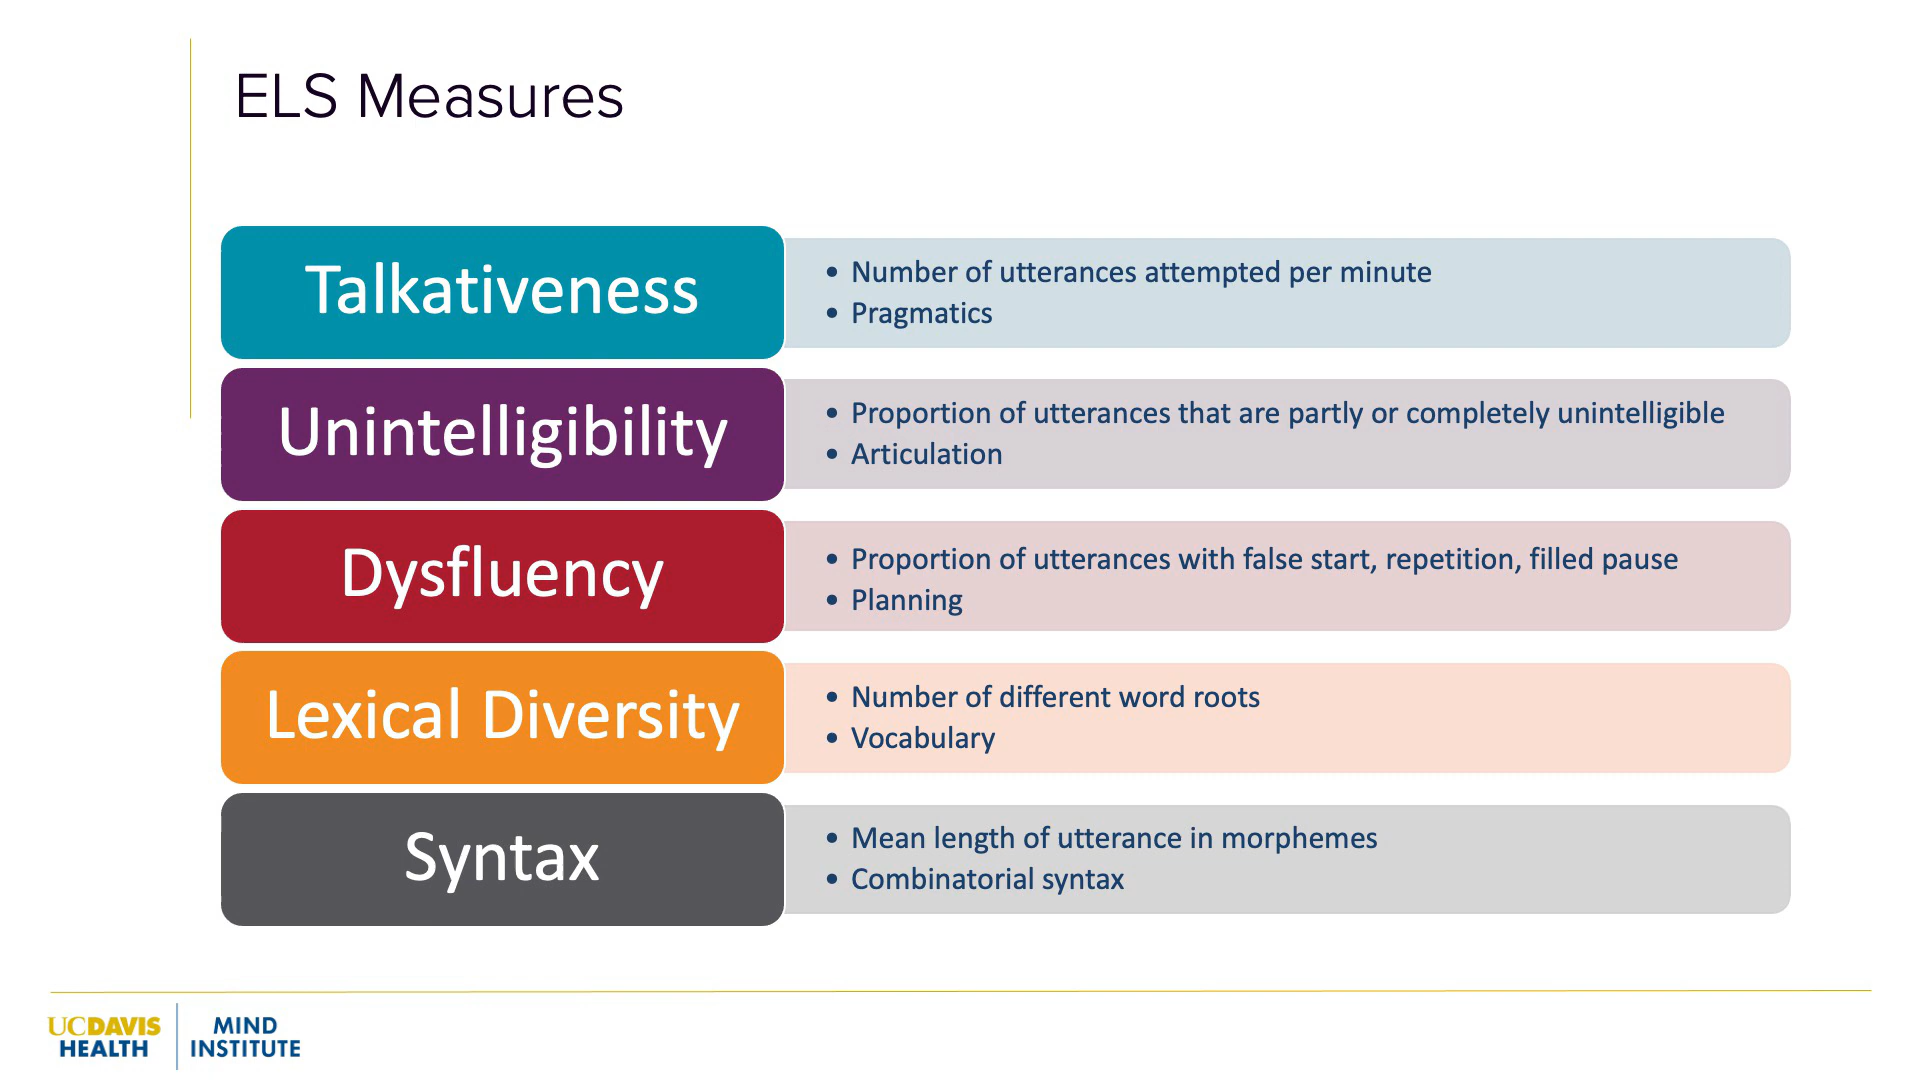 ELS Measures
Talkativeness
• Number of utterances attempted per minute
• Pragmatics
Unintelligibility
• Proportion of utterances that are partly or completely unintelligible
• Articulation
Dysfluency
• Proportion of utterances with false start, repetition, filled pause
• Planning
Lexical Diversity
• Number of different word roots
• Vocabulary
Syntax
• Mean length of utterance in morphemes
• Combinatorial syntax
UCDAVIS
HEALTH
MIND
INSTITUTE